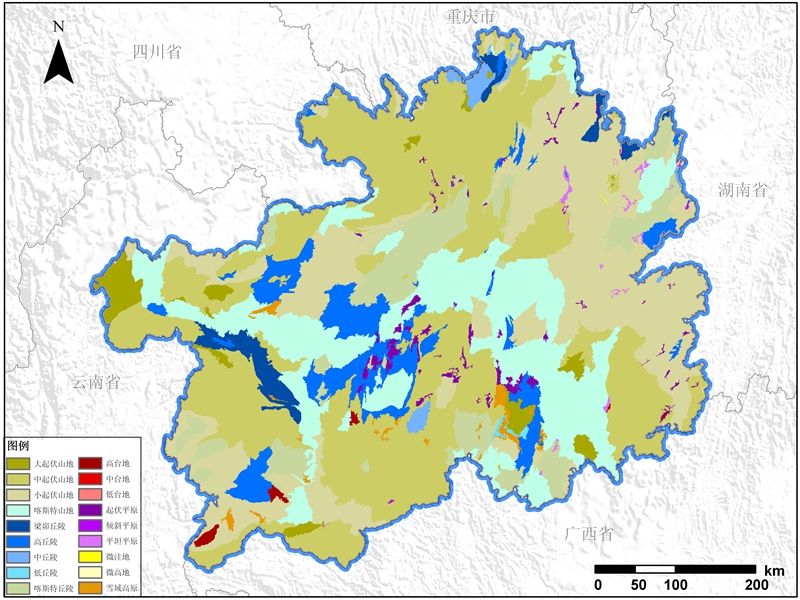 重庆市
N
四川省
湖南省
云南省
广西省
图例
大起伏山地
中起伏山地
小起伏山地
喀斯特山地
梁峁丘陵
高丘陵
中丘陵
低丘陵
喀斯特丘陵
高台地
中台地
低台地
起伏平原
倾斜平原
平坦平原
微洼地
微高地
雪域高原
km
0 50 100 200